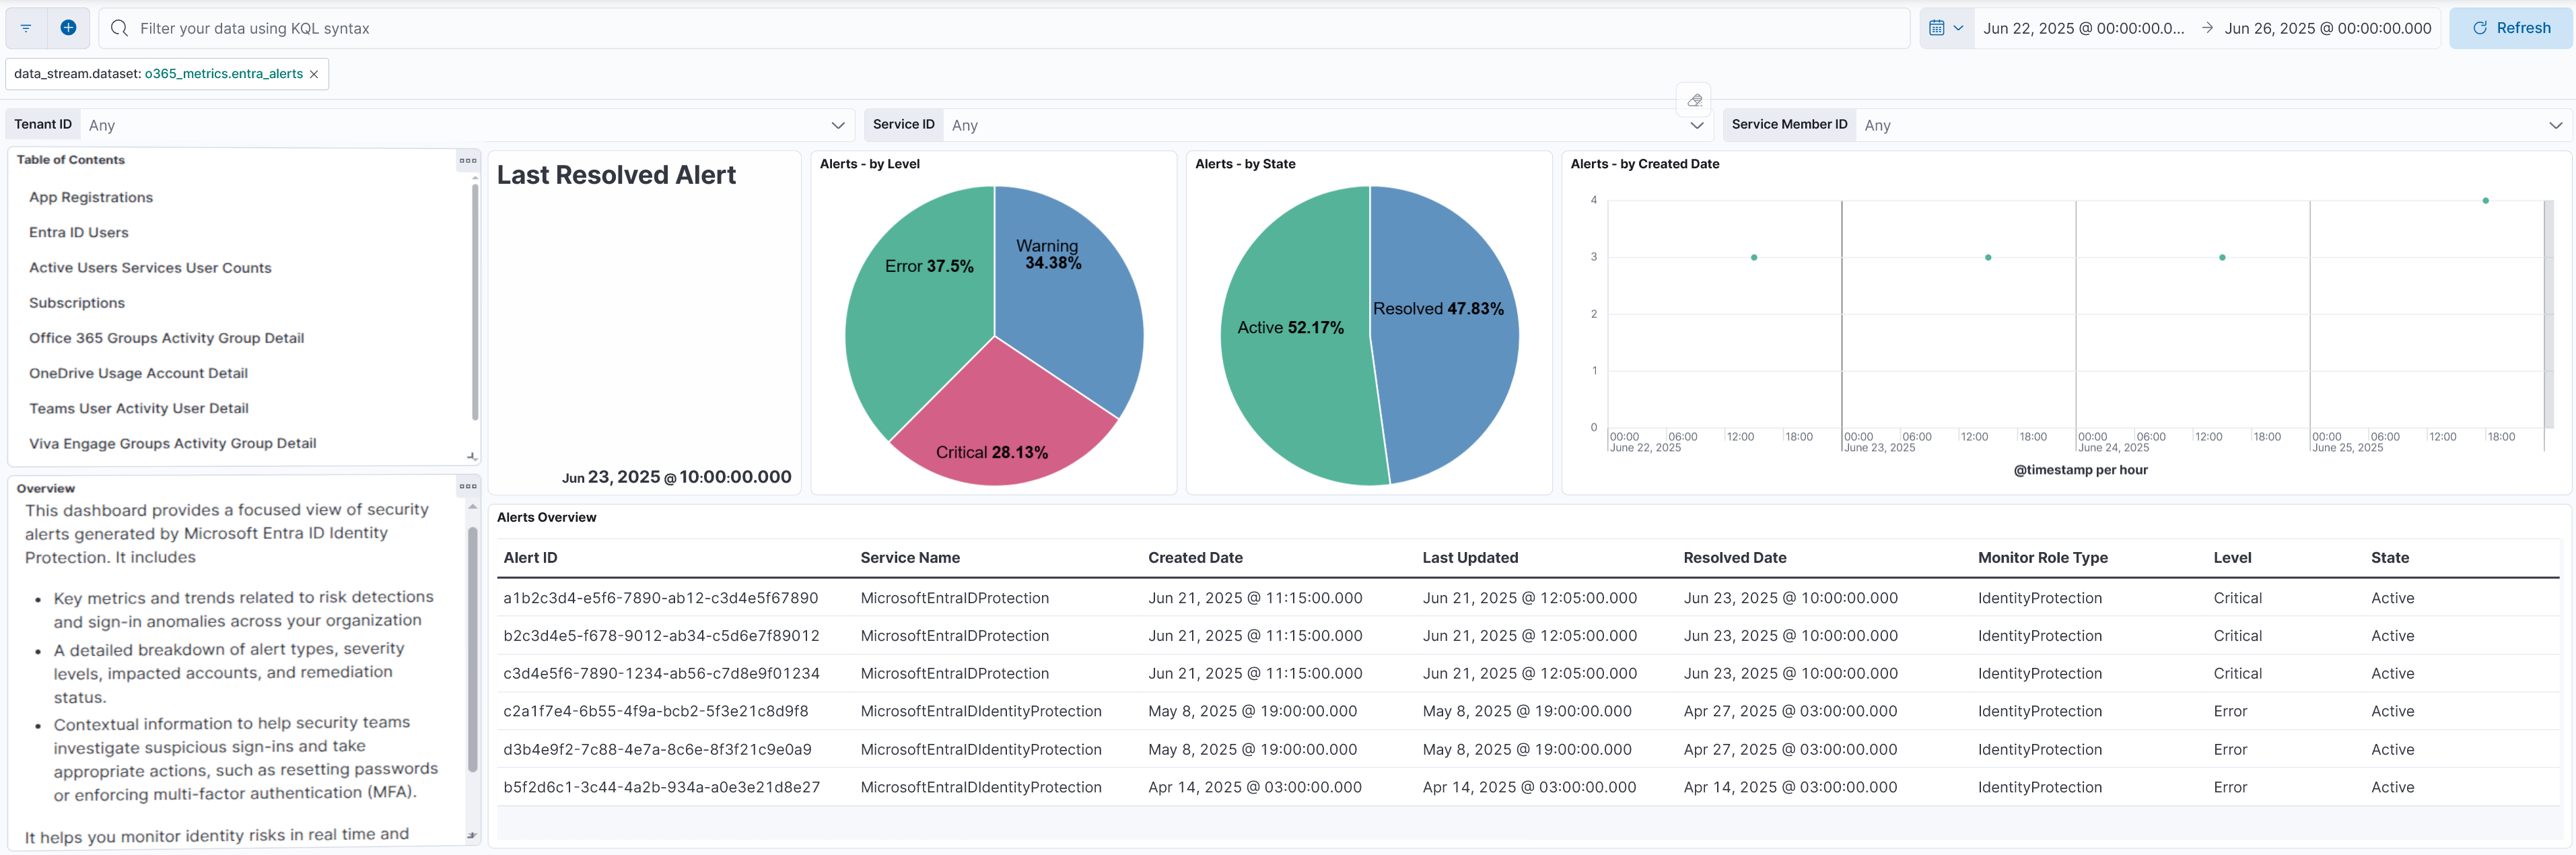 Filter your data using KQL syntax
Jun 22, 2025 @ 00:00:00.0... → Jun 26, 2025 @ 00:00:00.000
Refresh
data_stream.dataset: o365_metrics.entra_alerts ×
Tenant ID Any
Service ID Any
Service Member ID Any
Table of Contents
App Registrations
Entra ID Users
Active Users Services User Counts
Subscriptions
Office 365 Groups Activity Group Detail
OneDrive Usage Account Detail
Teams User Activity User Detail
Viva Engage Groups Activity Group Detail
Overview
This dashboard provides a focused view of security
alerts generated by Microsoft Entra ID Identity
Protection. It includes
• Key metrics and trends related to risk detections
and sign-in anomalies across your organization
• A detailed breakdown of alert types, severity
levels, impacted accounts, and remediation
status.
• Contextual information to help security teams
investigate suspicious sign-ins and take
appropriate actions, such as resetting passwords
or enforcing multi-factor authentication (MFA).
It helps you monitor identity risks in real time and
Last Resolved Alert
Jun 23, 2025 @ 10:00:00.000
Alerts - by Level
Warning
34.38%
Error 37.5%
Critical 28.13%
Alerts - by State
Resolved 47.83%
Active 52.17%
Alerts - by Created Date
4
3
2
1
0
00:00 06:00 12:00 18:00 00:00 06:00 12:00 18:00 00:00 06:00 12:00 18:00 00:00 06:00 12:00 18:00
June 22, 2025 June 23, 2025 June 24, 2025 June 25, 2025
@timestamp per hour
Alerts Overview
Alert ID Service Name Created Date Last Updated Resolved Date Monitor Role Type Level State
a1b2c3d4-e5f6-7890-ab12-c3d4e5f67890 MicrosoftEntraIDProtection Jun 21, 2025 @ 11:15:00.000 Jun 21, 2025 @ 12:05:00.000 Jun 23, 2025 @ 10:00:00.000 IdentityProtection Critical Active
b2c3d4e5-f678-9012-ab34-c5d6e7f89012 MicrosoftEntraIDProtection Jun 21, 2025 @ 11:15:00.000 Jun 21, 2025 @ 12:05:00.000 Jun 23, 2025 @ 10:00:00.000 IdentityProtection Critical Active
c3d4e5f6-7890-1234-ab56-c7d8e9f01234 MicrosoftEntraIDProtection Jun 21, 2025 @ 11:15:00.000 Jun 21, 2025 @ 12:05:00.000 Jun 23, 2025 @ 10:00:00.000 IdentityProtection Critical Active
c2a1f7e4-6b55-4f9a-bcb2-5f3e21c8d9f8 MicrosoftEntraIDIdentityProtection May 8, 2025 @ 19:00:00.000 May 8, 2025 @ 19:00:00.000 Apr 27, 2025 @ 03:00:00.000 IdentityProtection Error Active
d3b4e9f2-7c88-4e7a-8c6e-8f3f21c9e0a9 MicrosoftEntraIDIdentityProtection May 8, 2025 @ 19:00:00.000 May 8, 2025 @ 19:00:00.000 Apr 27, 2025 @ 03:00:00.000 IdentityProtection Error Active
b5f2d6c1-3c44-4a2b-934a-a0e3e21d8e27 MicrosoftEntraIDIdentityProtection Apr 14, 2025 @ 03:00:00.000 Apr 14, 2025 @ 03:00:00.000 Apr 14, 2025 @ 03:00:00.000 IdentityProtection Error Active